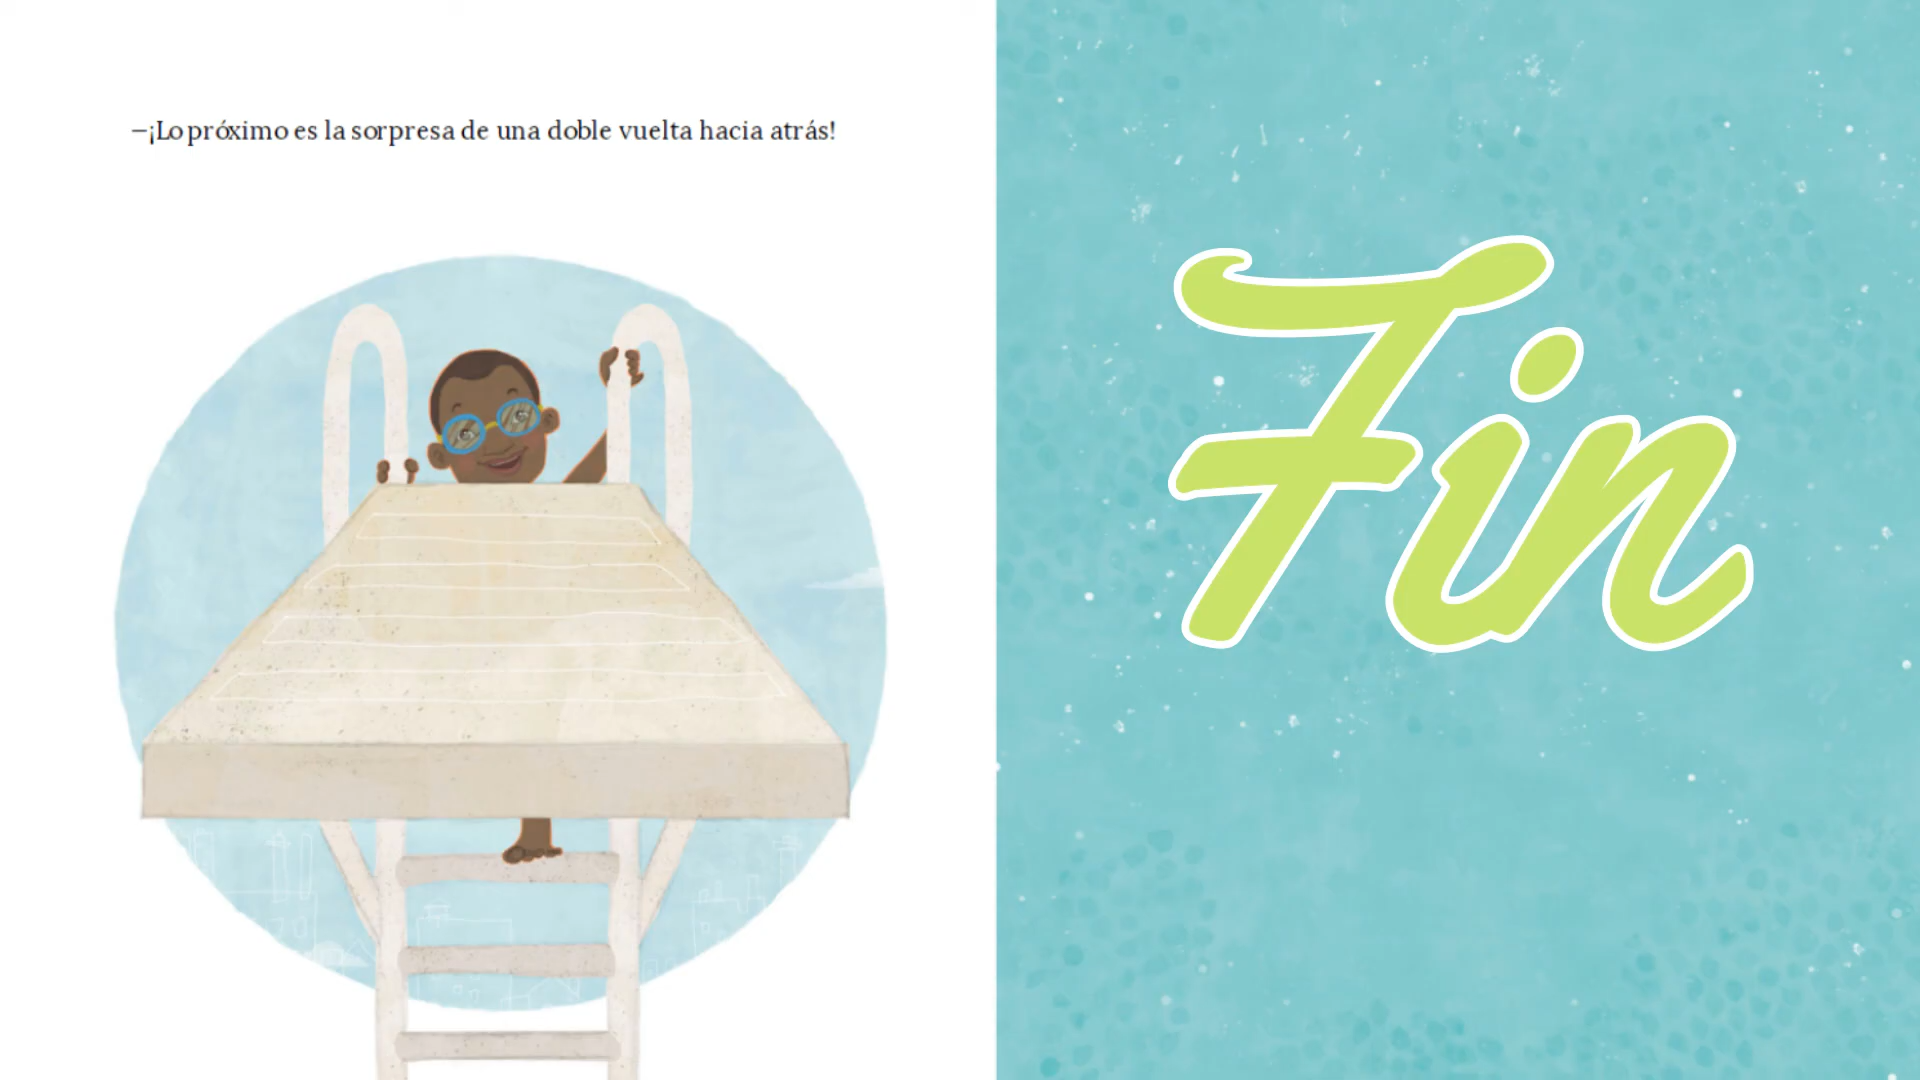 —¡Lo próximo es la sorpresa de una doble vuelta hacia atrás!
Fin